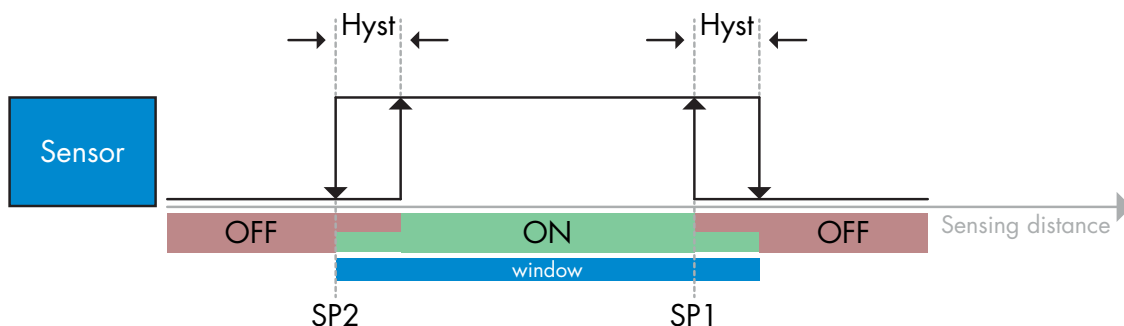 Hyst
Hyst
Sensor
OFF
ON
OFF
Sensing distance
window
SP2
SP1